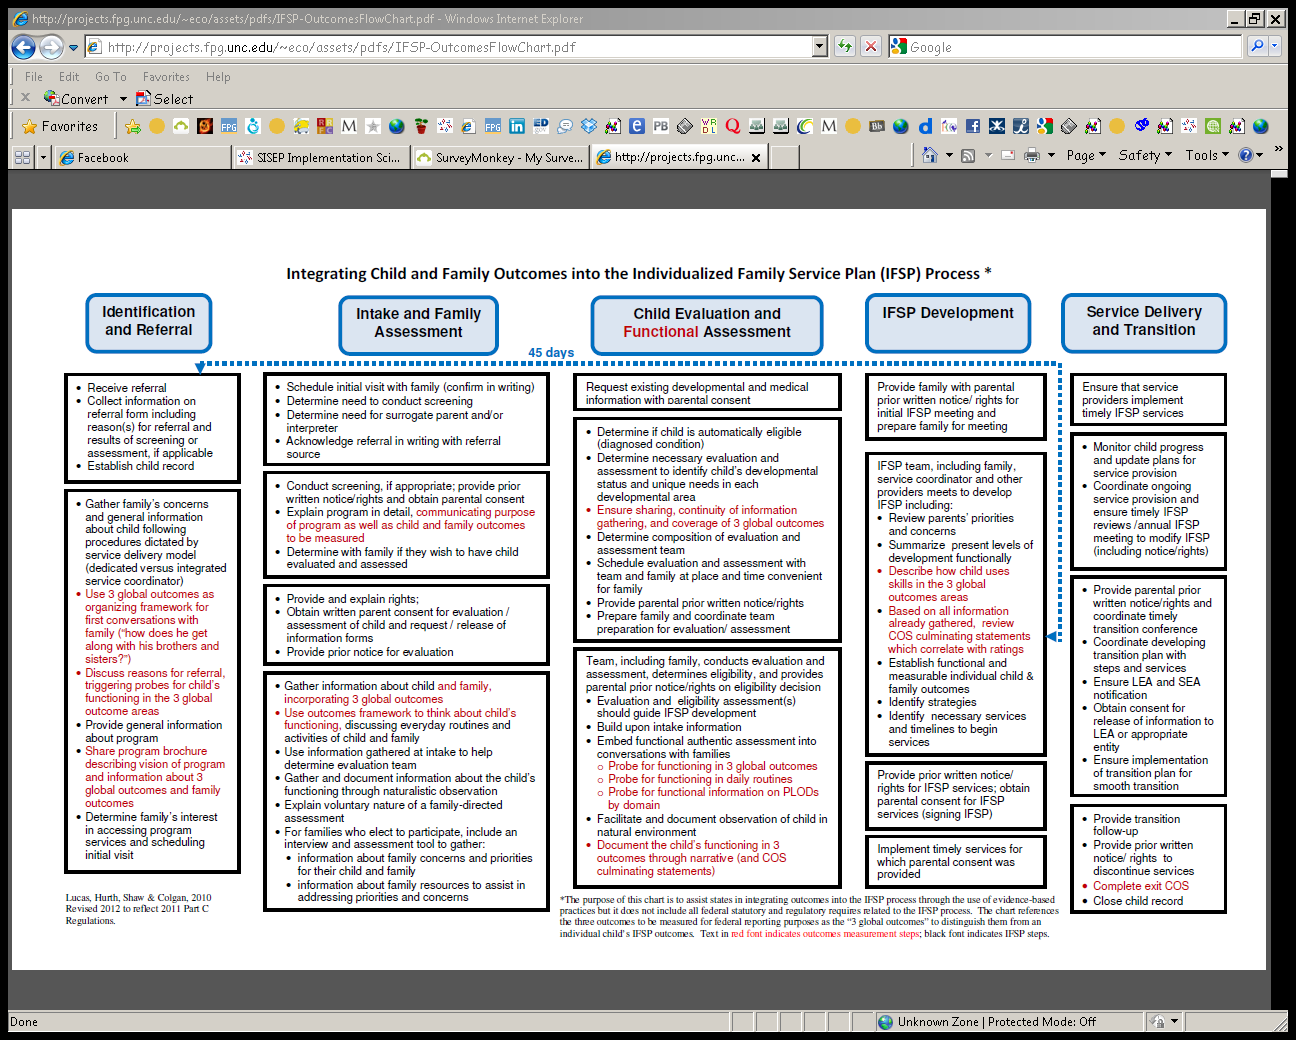 http://projects.fpg.unc.edu/~eco/assets/pdfs/IFSP-OutcomesFlowChart.pdf - Windows Internet Explorer
http://projects.fpg.unc.edu/~eco/assets/pdfs/IFSP-OutcomesFlowChart.pdf
Google
File Edit Go To Favorites Help
Convert Select
Favorites
Facebook
SISEP Implementation Sci...
SurveyMonkey - My Surve...
http://projects.fpg.unc...
Page Safety Tools
Integrating Child and Family Outcomes into the Individualized Family Service Plan (IFSP) Process *
Identification
and Referral
Intake and Family
Assessment
Child Evaluation and
Functional Assessment
IFSP Development
Service Delivery
and Transition
45 days
• Receive referral
• Collect information on
referral form including
reason(s) for referral and
results of screening or
assessment, if applicable
• Establish child record
• Gather family's concerns
and general information
about child following
procedures dictated by
service delivery model
(dedicated versus integrated
service coordinator)
• Use 3 global outcomes as
organizing framework for
first conversations with
family ("how does he get
along with his brothers and
sisters?")
• Discuss reasons for referral,
triggering probes for child's
functioning in the 3 global
outcome areas
• Provide general information
about program
• Share program brochure
describing vision of program
and information about 3
global outcomes and family
outcomes
• Determine family's interest
in accessing program
services and scheduling
initial visit
Lucas, Hurth, Shaw & Colgan, 2010
Revised 2012 to reflect 2011 Part C
Regulations.
• Schedule initial visit with family (confirm in writing)
• Determine need to conduct screening
• Determine need for surrogate parent and/or
interpreter
• Acknowledge referral in writing with referral
source
• Conduct screening, if appropriate; provide prior
written notice/rights and obtain parental consent
• Explain program in detail, communicating purpose
of program as well as child and family outcomes
to be measured
• Determine with family if they wish to have child
evaluated and assessed
• Provide and explain rights;
• Obtain written parent consent for evaluation /
assessment of child and request / release of
information forms
• Provide prior notice for evaluation
• Gather information about child and family,
incorporating 3 global outcomes
• Use outcomes framework to think about child's
functioning, discussing everyday routines and
activities of child and family
• Use information gathered at intake to help
determine evaluation team
• Gather and document information about the child's
functioning through naturalistic observation
• Explain voluntary nature of a family-directed
assessment
• For families who elect to participate, include an
interview and assessment tool to gather:
• information about family concerns and priorities
for their child and family
• information about family resources to assist in
addressing priorities and concerns
Request existing developmental and medical
information with parental consent
• Determine if child is automatically eligible
(diagnosed condition)
• Determine necessary evaluation and
assessment to identify child's developmental
status and unique needs in each
developmental area
• Ensure sharing, continuity of information
gathering, and coverage of 3 global outcomes
• Determine composition of evaluation and
assessment team
• Schedule evaluation and assessment with
team and family at place and time convenient
for family
• Provide parental prior written notice/rights
• Prepare family and coordinate team
preparation for evaluation/ assessment
Team, including family, conducts evaluation and
assessment, determines eligibility, and provides
parental prior notice/rights on eligibility decision
• Evaluation and eligibility assessment(s)
should guide IFSP development
• Build upon intake information
• Embed functional authentic assessment into
conversations with families
o Probe for functioning in 3 global outcomes
o Probe for functioning in daily routines
o Probe for functional information on PLODs
by domain
• Facilitate and document observation of child in
natural environment
• Document the child's functioning in 3
outcomes through narrative (and COS
culminating statements)
Provide family with parental
prior written notice/ rights for
initial IFSP meeting and
prepare family for meeting
IFSP team, including family,
service coordinator and other
providers meets to develop
IFSP including:
• Review parents' priorities
and concerns
• Summarize present levels of
development functionally
• Describe how child uses
skills in the 3 global
outcomes areas
• Based on all information
already gathered, review
COS culminating statements
which correlate with ratings
• Establish functional and
measurable individual child &
family outcomes
• Identify strategies
• Identify necessary services
and timelines to begin
services
Provide prior written notice/
rights for IFSP services; obtain
parental consent for IFSP
services (signing IFSP)
Implement timely services for
which parental consent was
provided
Ensure that service
providers implement
timely IFSP services
• Monitor child progress
and update plans for
service provision
• Coordinate ongoing
service provision and
ensure timely IFSP
reviews /annual IFSP
meeting to modify IFSP
(including notice/rights)
• Provide parental prior
written notice/rights and
coordinate timely
transition conference
• Coordinate developing
transition plan with
steps and services
• Ensure LEA and SEA
notification
• Obtain consent for
release of information to
LEA or appropriate
entity
• Ensure implementation
of transition plan for
smooth transition
• Provide transition
follow-up
• Provide prior written
notice/ rights to
discontinue services
• Complete exit COS
• Close child record
*The purpose of this chart is to assist states in integrating outcomes into the IFSP process through the use of evidence-based
practices but it does not include all federal statutory and regulatory requires related to the IFSP process. The chart references
the three outcomes to be measured for federal reporting purposes as the "3 global outcomes" to distinguish them from an
individual child's IFSP outcomes. Text in red font indicates outcomes measurement steps; black font indicates IFSP steps.
Done
Unknown Zone | Protected Mode: Off